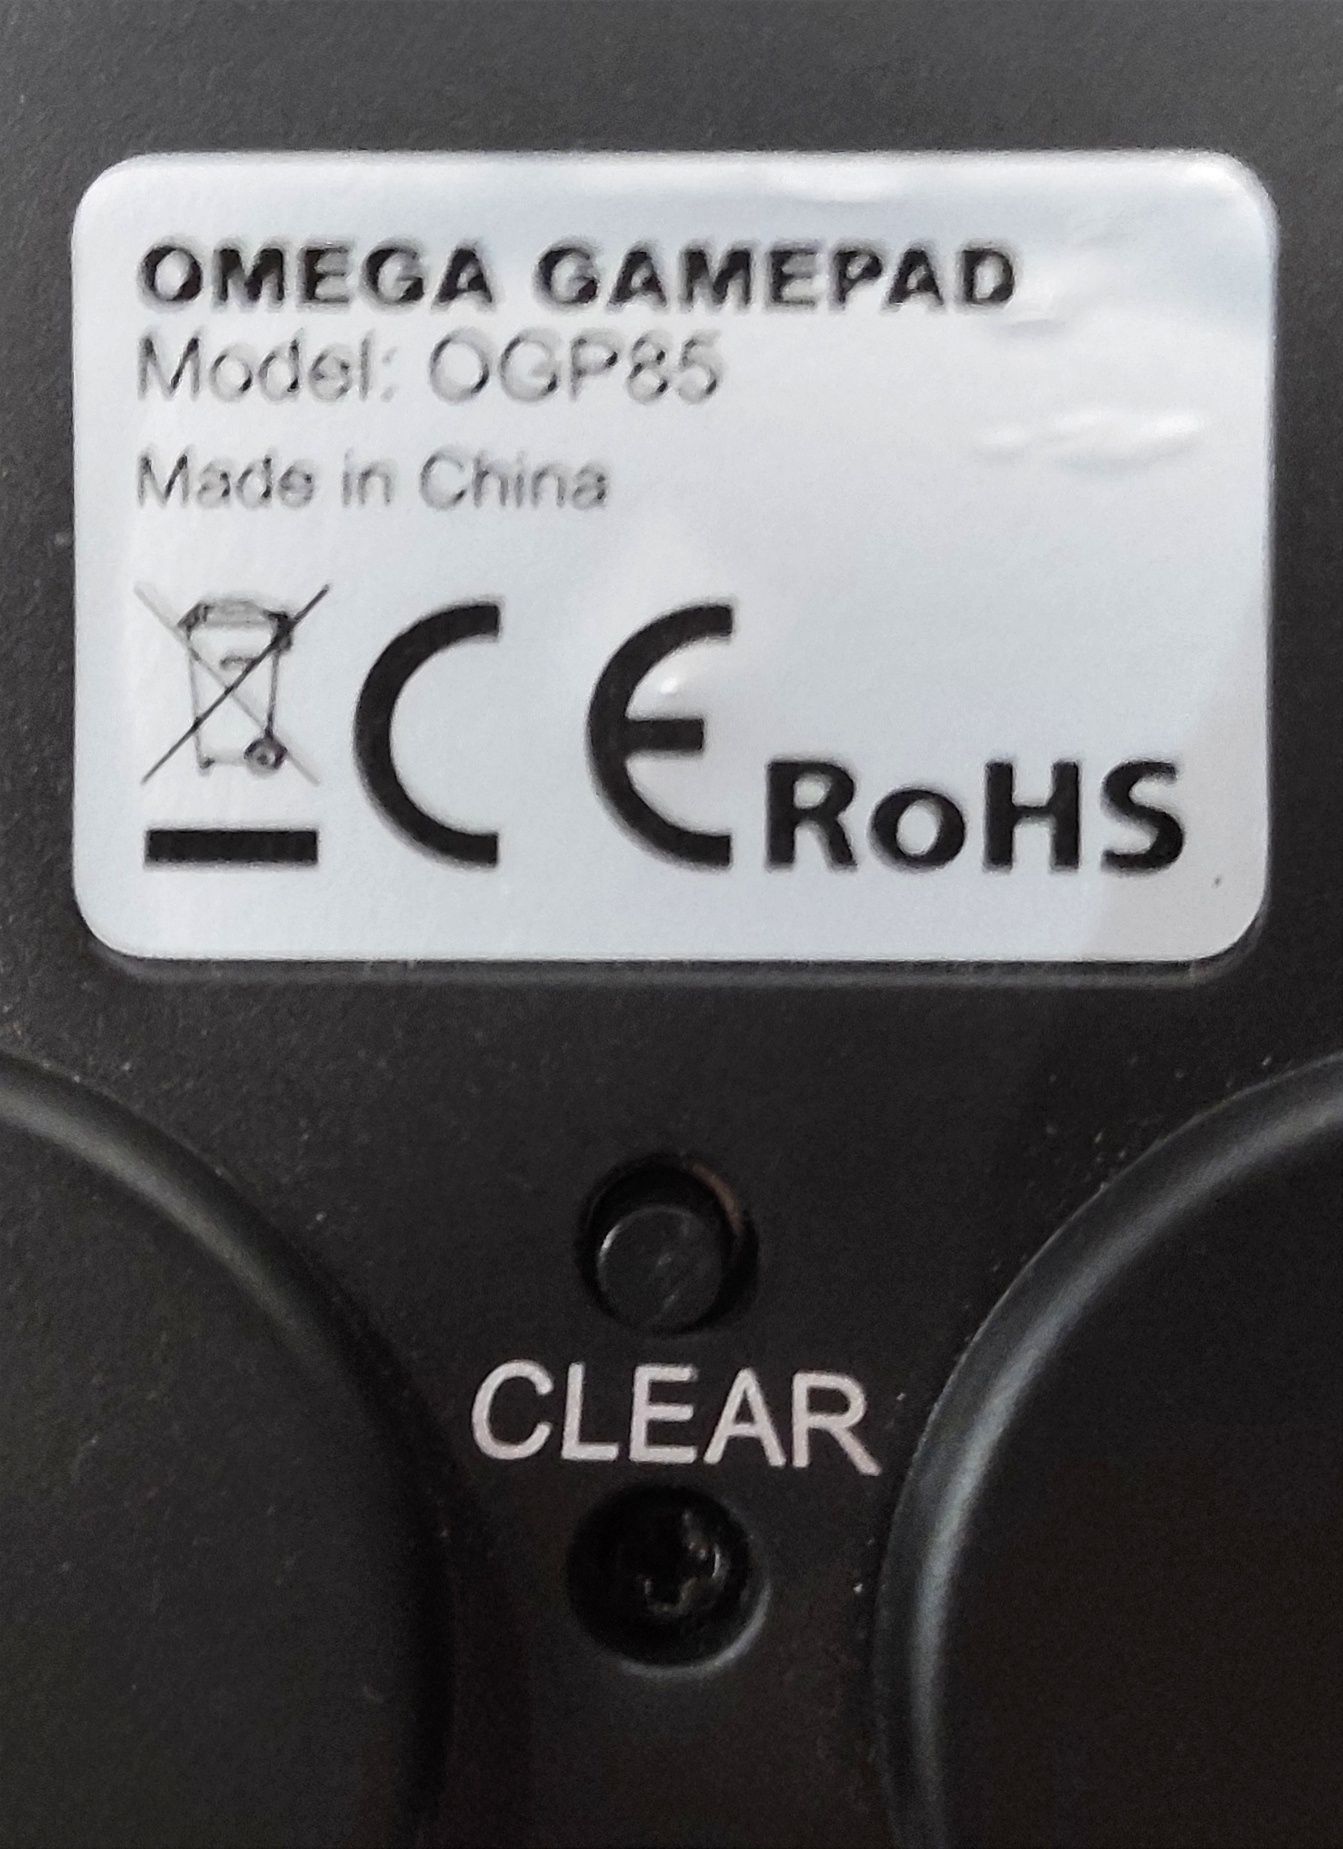 OMEGA GAMEPAD
Model: OGP85
Made in China
CE RoHS
CLEAR